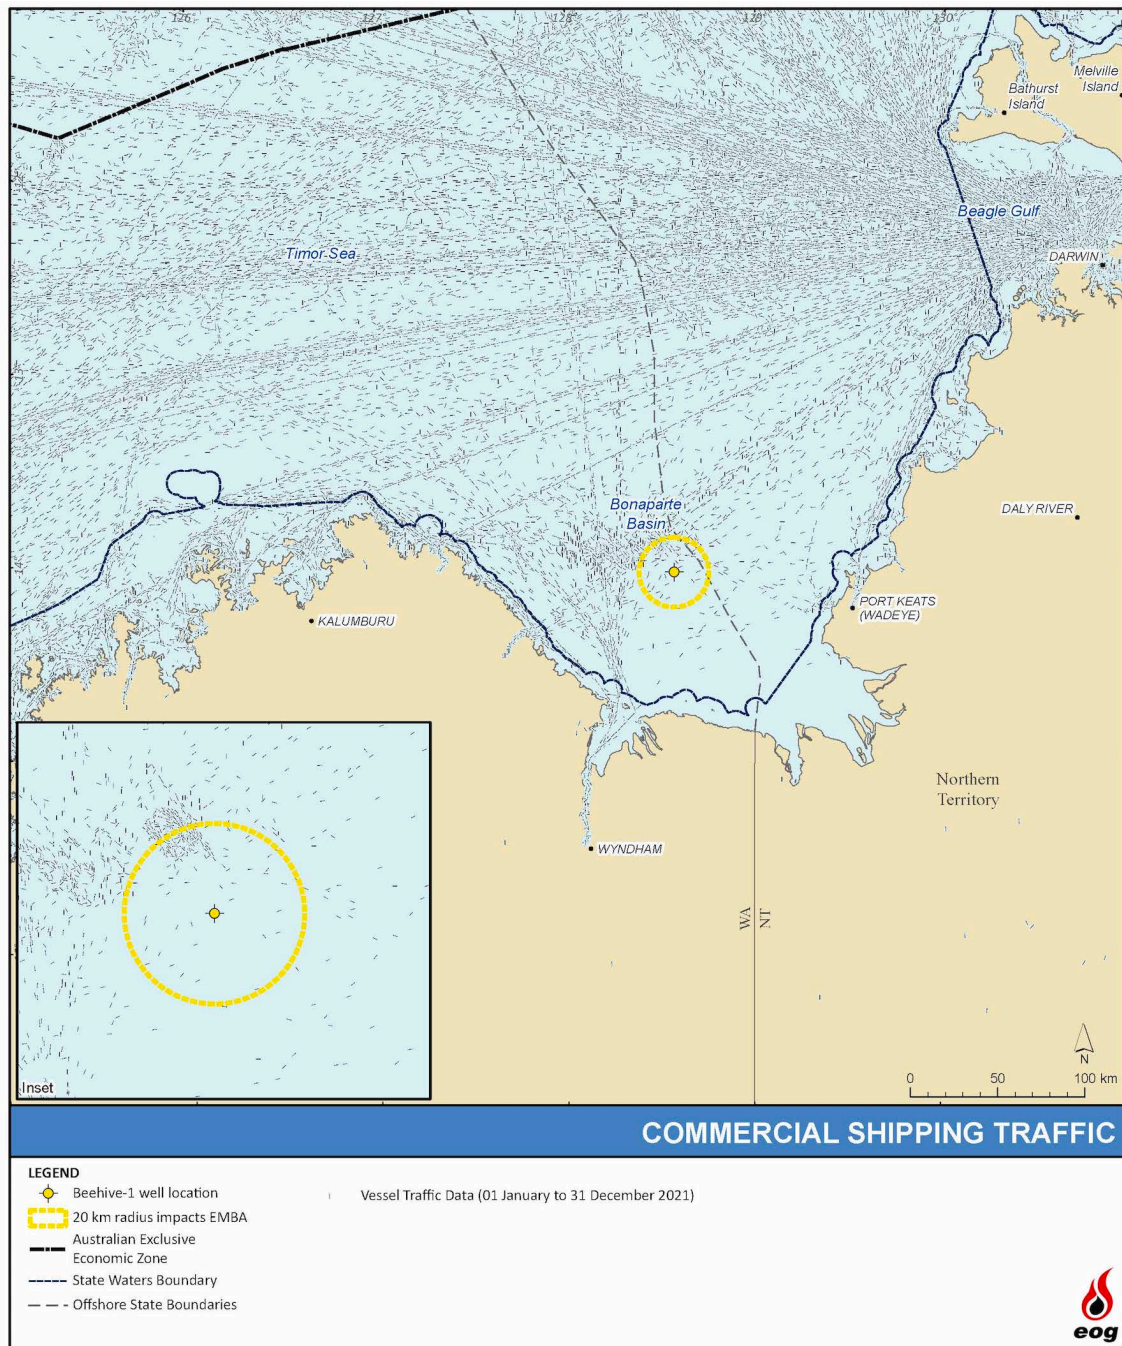 126
127
128
129
130
Melville
Island
Bathurst
Island
Beagle Gulf
Timor Sea
DARWIN
Bonaparte
Basin
DALY RIVER
PORT KEATS
(WADEYE)
KALUMBURU
Northern
Territory
WYNDHAM
WA
NT
N
0 50 100 km
Inset
COMMERCIAL SHIPPING TRAFFIC
LEGEND
Beehive-1 well location
Vessel Traffic Data (01 January to 31 December 2021)
20 km radius impacts EMBA
Australian Exclusive
Economic Zone
State Waters Boundary
Offshore State Boundaries
eog